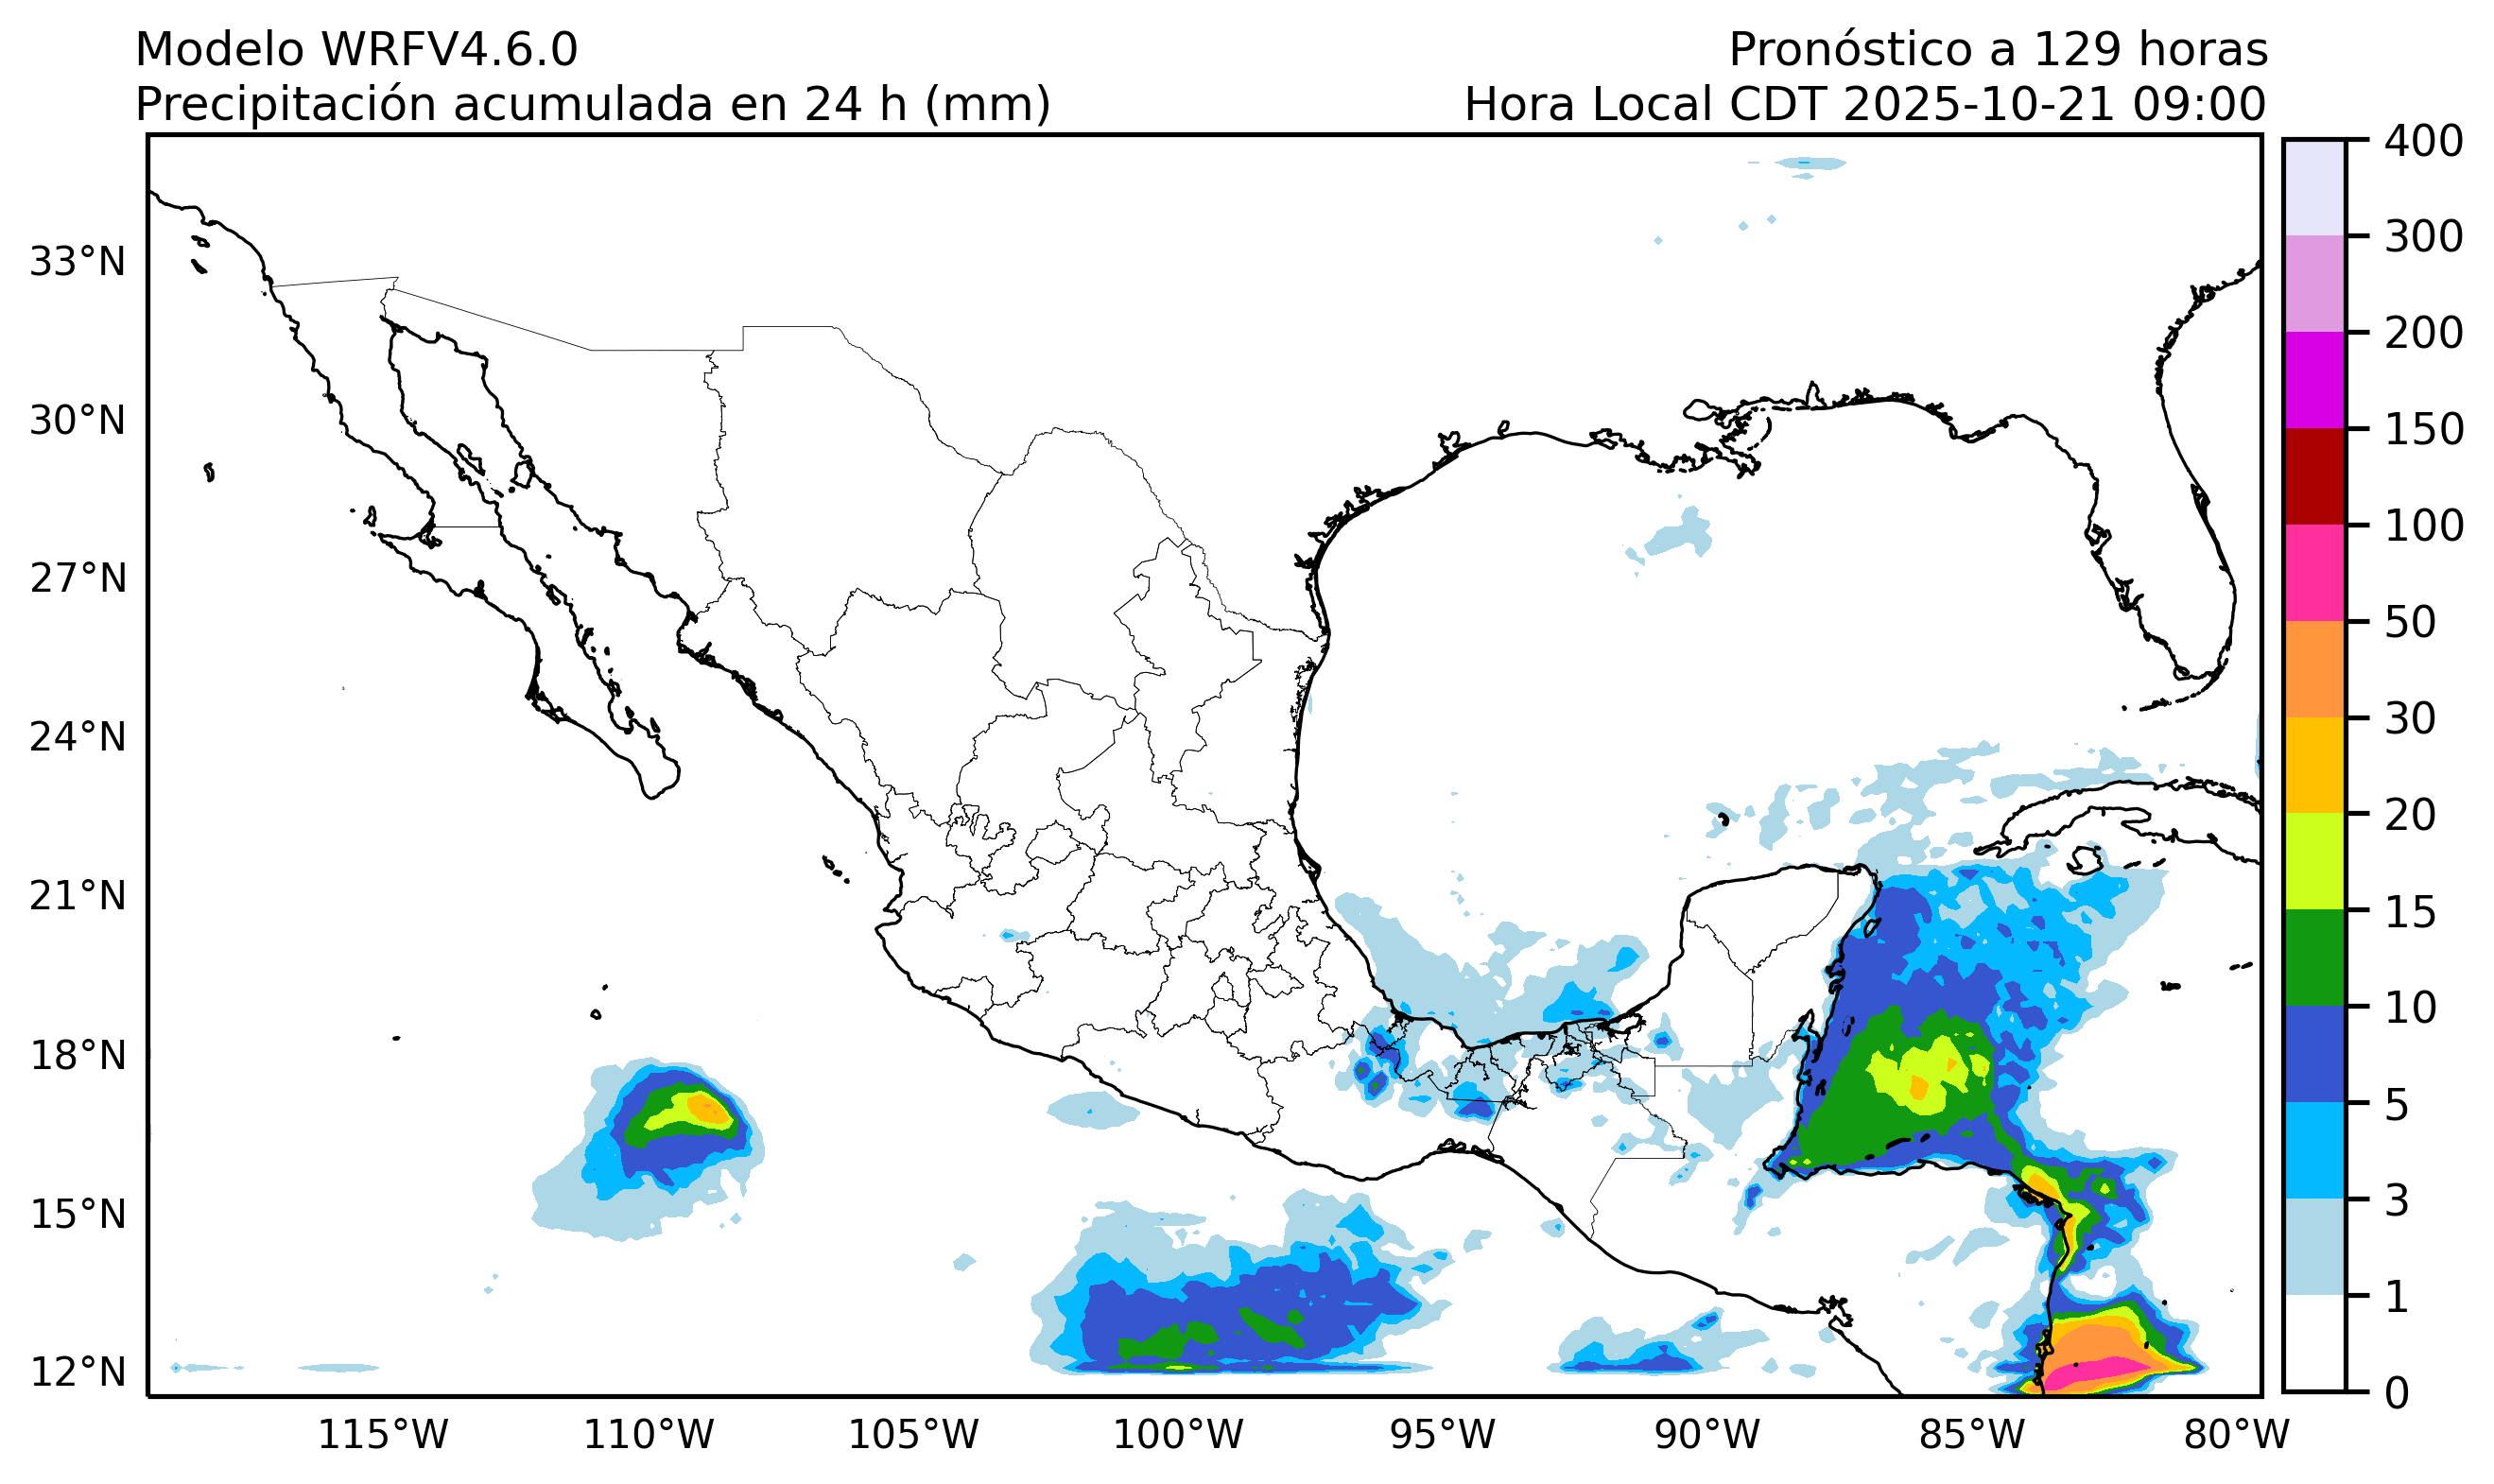 Modelo WRFV4.6.0
Pronóstico a 129 horas
Precipitación acumulada en 24 h (mm)
Hora Local CDT 2025-10-21 09:00
33°N
30°N
27°N
24°N
21°N
18°N
15°N
12°N
115°W
110°W
105°W
100°W
95°W
90°W
85°W
80°W
400
300
200
150
100
50
30
20
15
10
5
3
1
0